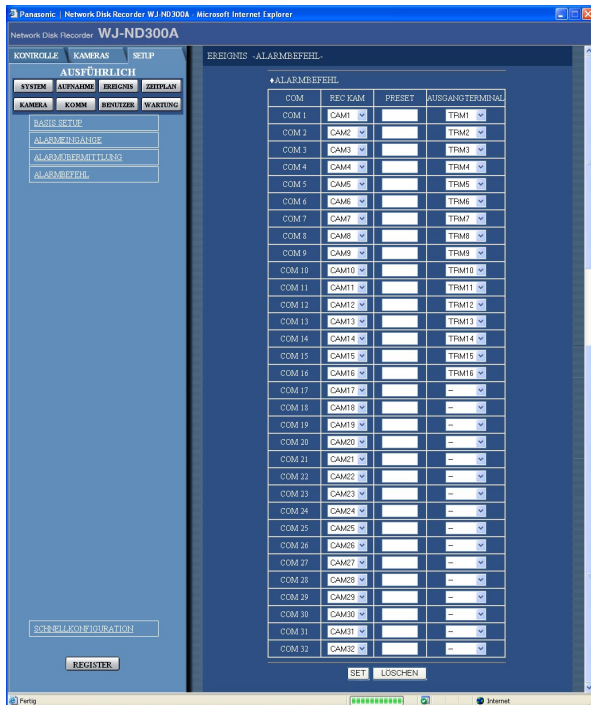 Panasonic | Network Disk Recorder WJ-ND300A - Microsoft Internet Explorer
Network Disk Recorder WJ-ND300A
KONTROLLE KAMERAS SETUP
AUSFÜHRLICH
SYSTEM AUFNAHME EREIGNIS ZEITPLAN
KAMERA KOMM BENUTZER WARTUNG
BASIS SETUP
ALARMEINGÄNGE
ALARMÜBERMITTLUNG
ALARMBEFEHL
SCHNELLKONFIGURATION
REGISTER
EREIGNIS -ALARMBEFEHL-
♦ALARMBEFEHL
COM REC KAM PRESET AUSGANGTERMINAL
COM 1 CAM1 TRM1
COM 2 CAM2 TRM2
COM 3 CAM3 TRM3
COM 4 CAM4 TRM4
COM 5 CAM5 TRM5
COM 6 CAM6 TRM6
COM 7 CAM7 TRM7
COM 8 CAM8 TRM8
COM 9 CAM9 TRM9
COM 10 CAM10 TRM10
COM 11 CAM11 TRM11
COM 12 CAM12 TRM12
COM 13 CAM13 TRM13
COM 14 CAM14 TRM14
COM 15 CAM15 TRM15
COM 16 CAM16 TRM16
COM 17 CAM17 --
COM 18 CAM18 --
COM 19 CAM19 --
COM 20 CAM20 --
COM 21 CAM21 --
COM 22 CAM22 --
COM 23 CAM23 --
COM 24 CAM24 --
COM 25 CAM25 --
COM 26 CAM26 --
COM 27 CAM27 --
COM 28 CAM28 --
COM 29 CAM29 --
COM 30 CAM30 --
COM 31 CAM31 --
COM 32 CAM32 --
SET LÖSCHEN
Fertig Internet